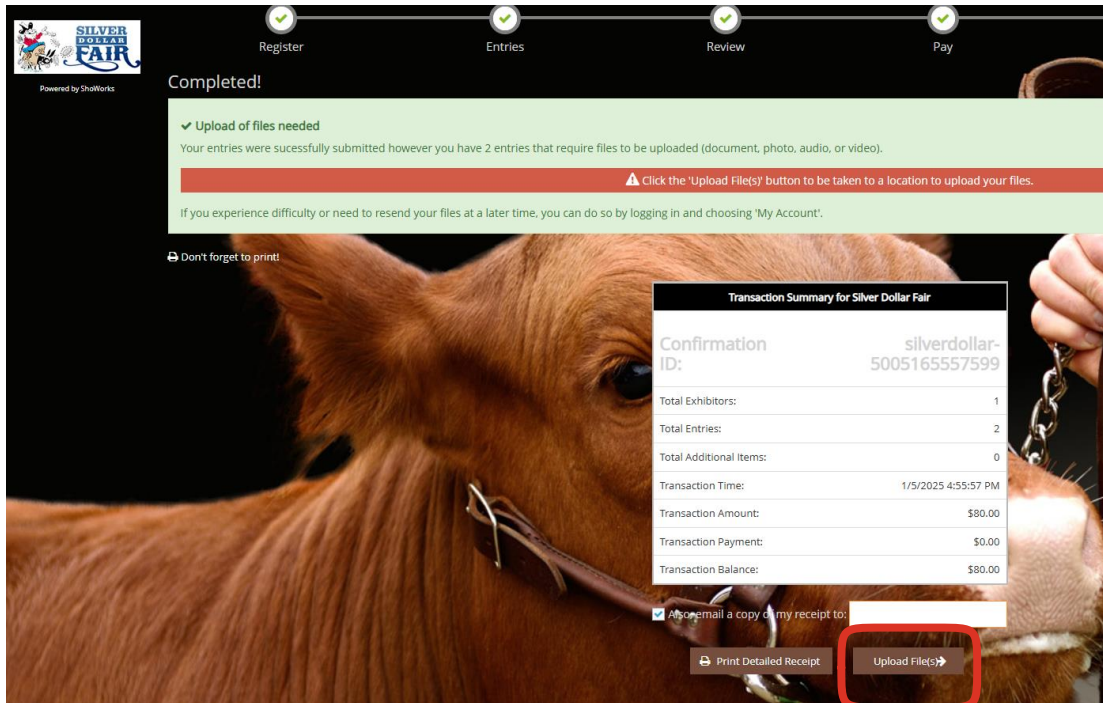 SILVER
DOLLAR
FAIR
Powered by ShoWorks
Register
Entries
Review
Pay
Completed!
Upload of files needed
Your entries were sucessfully submitted however you have 2 entries that require files to be uploaded (document, photo, audio, or video).
Click the 'Upload File(s)' button to be taken to a location to upload your files.
If you experience difficulty or need to resend your files at a later time, you can do so by logging in and choosing 'My Account'.
Don't forget to print!
Transaction Summary for Silver Dollar Fair
Confirmation silverdollar-
ID: 5005165557599
Total Exhibitors: 1
Total Entries: 2
Total Additional Items: 0
Transaction Time: 1/5/2025 4:55:57 PM
Transaction Amount: $80.00
Transaction Payment: $0.00
Transaction Balance: $80.00
Also email a copy of my receipt to:
Print Detailed Receipt
Upload File(s)